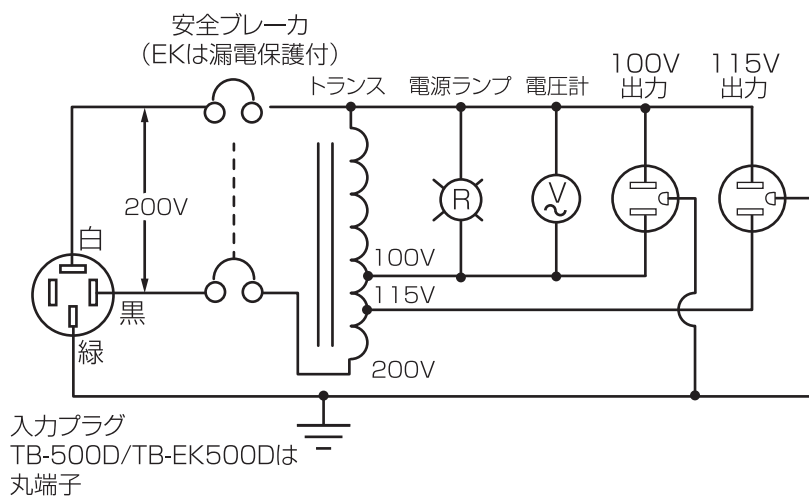 安全ブレーカ
(EKは漏電保護付)
トランス
電源ランプ
電圧計
100V
出力
115V
出力
200V
R
V
白
黒
緑
100V
115V
200V
入力プラグ
TB-500D/TB-EK500Dは
丸端子